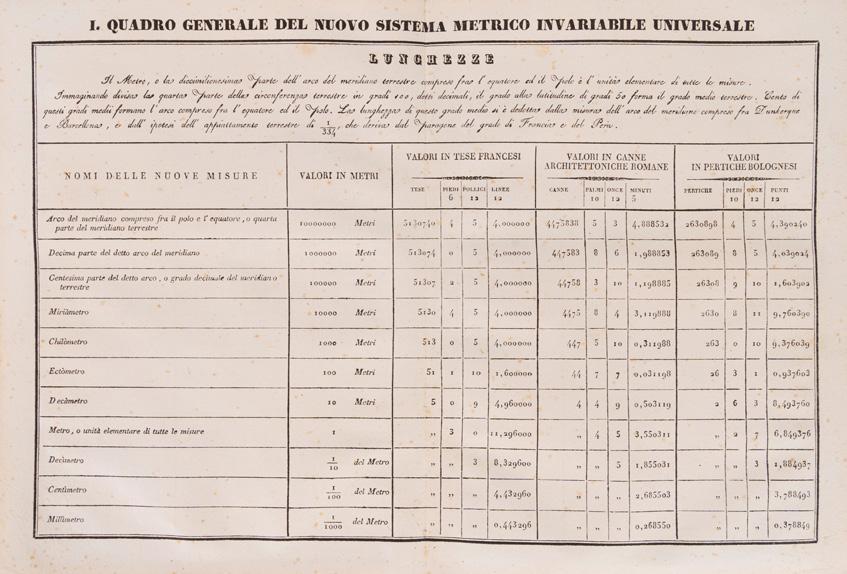 I. QUADRO GENERALE DEL NUOVO SISTEMA METRICO INVARIABILE UNIVERSALE
LUNGHEZZE
Il Metro, o la diecimilionesima parte dell' arco del meridiano terrestre compreso fra l' equatore ed il Polo è l' unità elementare di tutte le misure.
Immaginando divisa la quarta parte della circonferenza terrestre in gradi 100, detti decimali, il grado alla latitudine di gradi 50 forma il grado medio terrestre. Cento di
questi gradi medii formano l' arco compreso fra l' equatore ed il Polo. La lunghezza di questo grado medio si è dedotta dalla misura dell' arco del meridiano compreso fra Dunkerque
e Barcellona, e dall' ipotesi dell' appiattamento terrestre di 1/334, che deriva dal paragone del grado di Francia e del Perù.
NOMI DELLE NUOVE MISURE VALORI IN METRI VALORI IN TESE FRANCESI VALORI IN CANNE ARCHITETTONICHE ROMANE VALORI IN PERTICHE BOLOGNESI
TESE PIEDI 6 POLLICI 12 LINEE 12 CANNE PALMI 10 ONCE 12 MINUTI 5 PERTICHE PIEDI 10 ONCE 12 PUNTI 12
Arco del meridiano compreso fra il polo e l' equatore, o quarta
parte del meridiano terrestre 10000000 Metri 5130740 4 5 4,000000 4475838 5 3 4,888532 2630898 4 5 4,390240
Decima parte del detto arco del meridiano 1000000 Metri 513074 0 5 4,000000 447583 8 6 1,988853 263089 8 5 4,039024
Centesima parte del detto arco, o grado decimale del meridiano
terrestre 100000 Metri 51307 2 5 4,000000 44758 3 10 1,198885 26308 9 10 1,603902
Miriàmetro 10000 Metri 5130 4 5 4,000000 4475 8 4 3,119888 2630 8 11 9,760390
Chilòmetro 1000 Metri 513 0 5 4,000000 447 5 10 0,311988 263 0 10 9,376039
Ectòmetro 100 Metri 51 1 10 1,600000 44 7 7 0,031198 26 3 1 0,937603
Decàmetro 10 Metri 5 0 9 4,960000 4 4 9 0,503119 2 6 3 8,493760
Metro, o unità elementare di tutte le misure 1 „ 3 0 11,296000 „ 4 5 3,550311 „ 2 7 6,849376
Decìmetro 1/10 del Metro „ „ 3 8,329600 „ „ 5 1,855031 „ „ 3 1,884937
Centìmetro 1/100 del Metro „ „ „ 4,432960 „ „ „ 2,685503 „ „ „ 3,788493
Millìmetro 1/1000 del Metro „ „ „ 0,443296 „ „ „ 0,268550 „ „ „ 0,378849